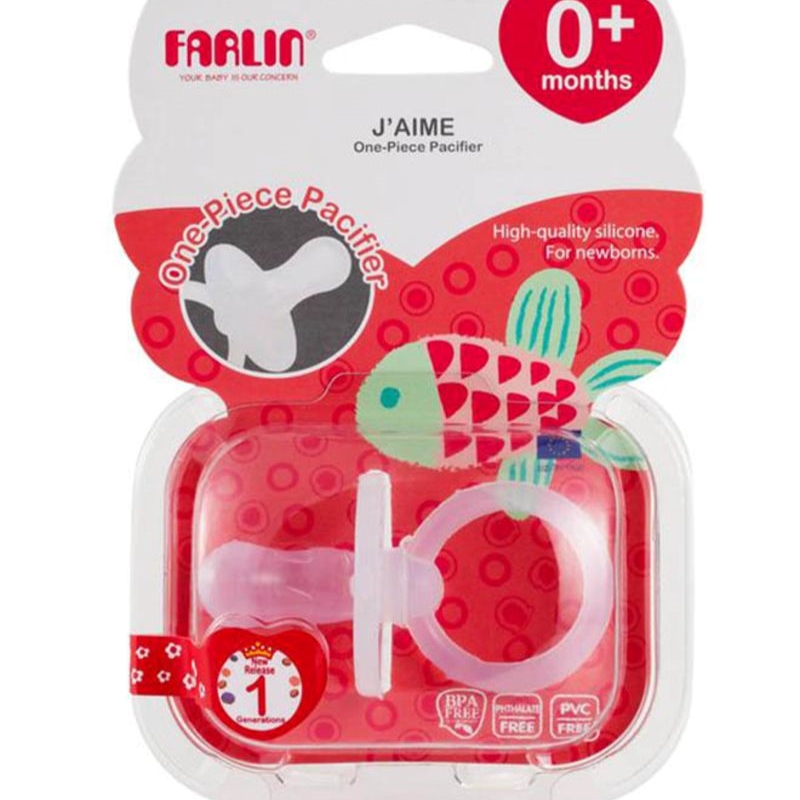 FARLIN®
YOUR BABY IS OUR CONCERN
0+
months
J'AIME
One-Piece Pacifier
One-Piece Pacifier
High-quality silicone.
For newborns.
New
Release
1
Generations
BPA
FREE
PHTHALATE
FREE
PVC
FREE